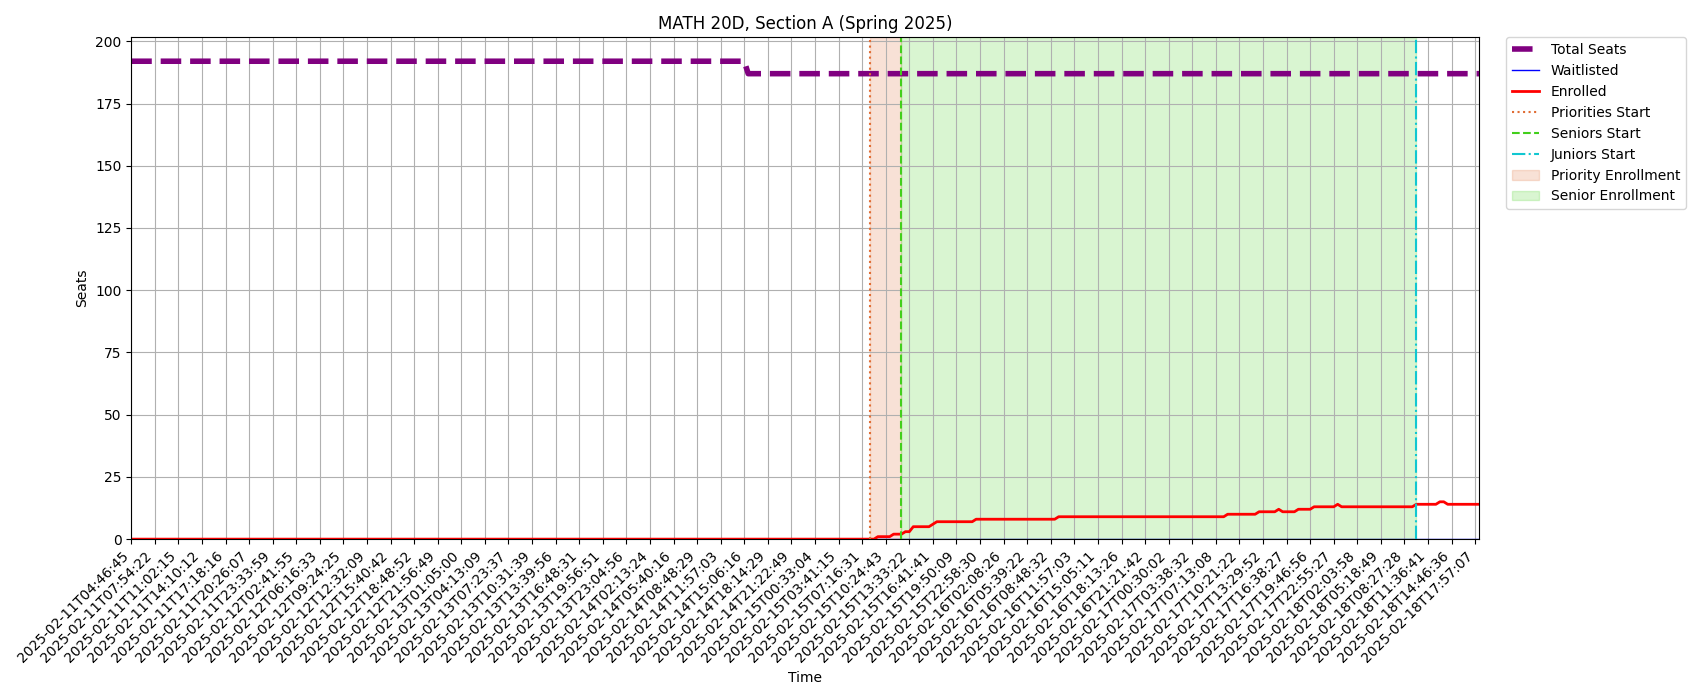 MATH 20D, Section A (Spring 2025)
200
175
150
125
100
75
50
25
0
Seats
2025-02-11T04:46:45
2025-02-11T07:54:22
2025-02-11T11:02:15
2025-02-11T14:10:12
2025-02-11T17:18:16
2025-02-11T20:26:07
2025-02-11T23:33:59
2025-02-12T02:41:55
2025-02-12T06:16:33
2025-02-12T09:24:25
2025-02-12T12:32:09
2025-02-12T15:40:42
2025-02-12T18:48:52
2025-02-12T21:56:49
2025-02-13T01:05:00
2025-02-13T04:13:09
2025-02-13T07:23:37
2025-02-13T10:31:39
2025-02-13T13:39:56
2025-02-13T16:48:31
2025-02-13T19:56:51
2025-02-13T23:04:56
2025-02-14T02:13:24
2025-02-14T05:40:16
2025-02-14T08:48:29
2025-02-14T11:57:03
2025-02-14T15:06:16
2025-02-14T18:14:29
2025-02-14T21:22:49
2025-02-15T00:33:04
2025-02-15T03:41:15
2025-02-15T07:16:31
2025-02-15T10:24:43
2025-02-15T13:33:22
2025-02-15T16:41:41
2025-02-15T19:50:09
2025-02-15T22:58:30
2025-02-16T02:08:26
2025-02-16T05:39:22
2025-02-16T08:48:32
2025-02-16T11:57:03
2025-02-16T15:05:11
2025-02-16T18:13:26
2025-02-16T21:21:42
2025-02-17T00:30:02
2025-02-17T03:38:32
2025-02-17T07:13:08
2025-02-17T10:21:22
2025-02-17T13:29:52
2025-02-17T16:38:27
2025-02-17T19:46:56
2025-02-17T22:55:27
2025-02-18T02:03:58
2025-02-18T05:18:49
2025-02-18T08:27:28
2025-02-18T11:36:41
2025-02-18T14:46:36
2025-02-18T17:57:07
Time
Total Seats
Waitlisted
Enrolled
Priorities Start
Seniors Start
Juniors Start
Priority Enrollment
Senior Enrollment